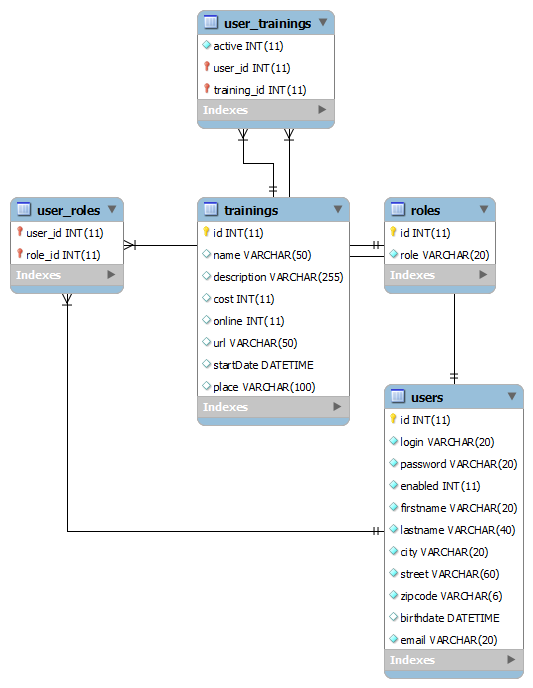 user_trainings
active INT(11)
user_id INT(11)
training_id INT(11)
Indexes
user_roles
user_id INT(11)
role_id INT(11)
Indexes
trainings
id INT(11)
name VARCHAR(50)
description VARCHAR(255)
cost INT(11)
online INT(11)
url VARCHAR(50)
startDate DATETIME
place VARCHAR(100)
Indexes
roles
id INT(11)
role VARCHAR(20)
Indexes
users
id INT(11)
login VARCHAR(20)
password VARCHAR(20)
enabled INT(11)
firstname VARCHAR(20)
lastname VARCHAR(40)
city VARCHAR(20)
street VARCHAR(60)
zipcode VARCHAR(6)
birthdate DATETIME
email VARCHAR(20)
Indexes